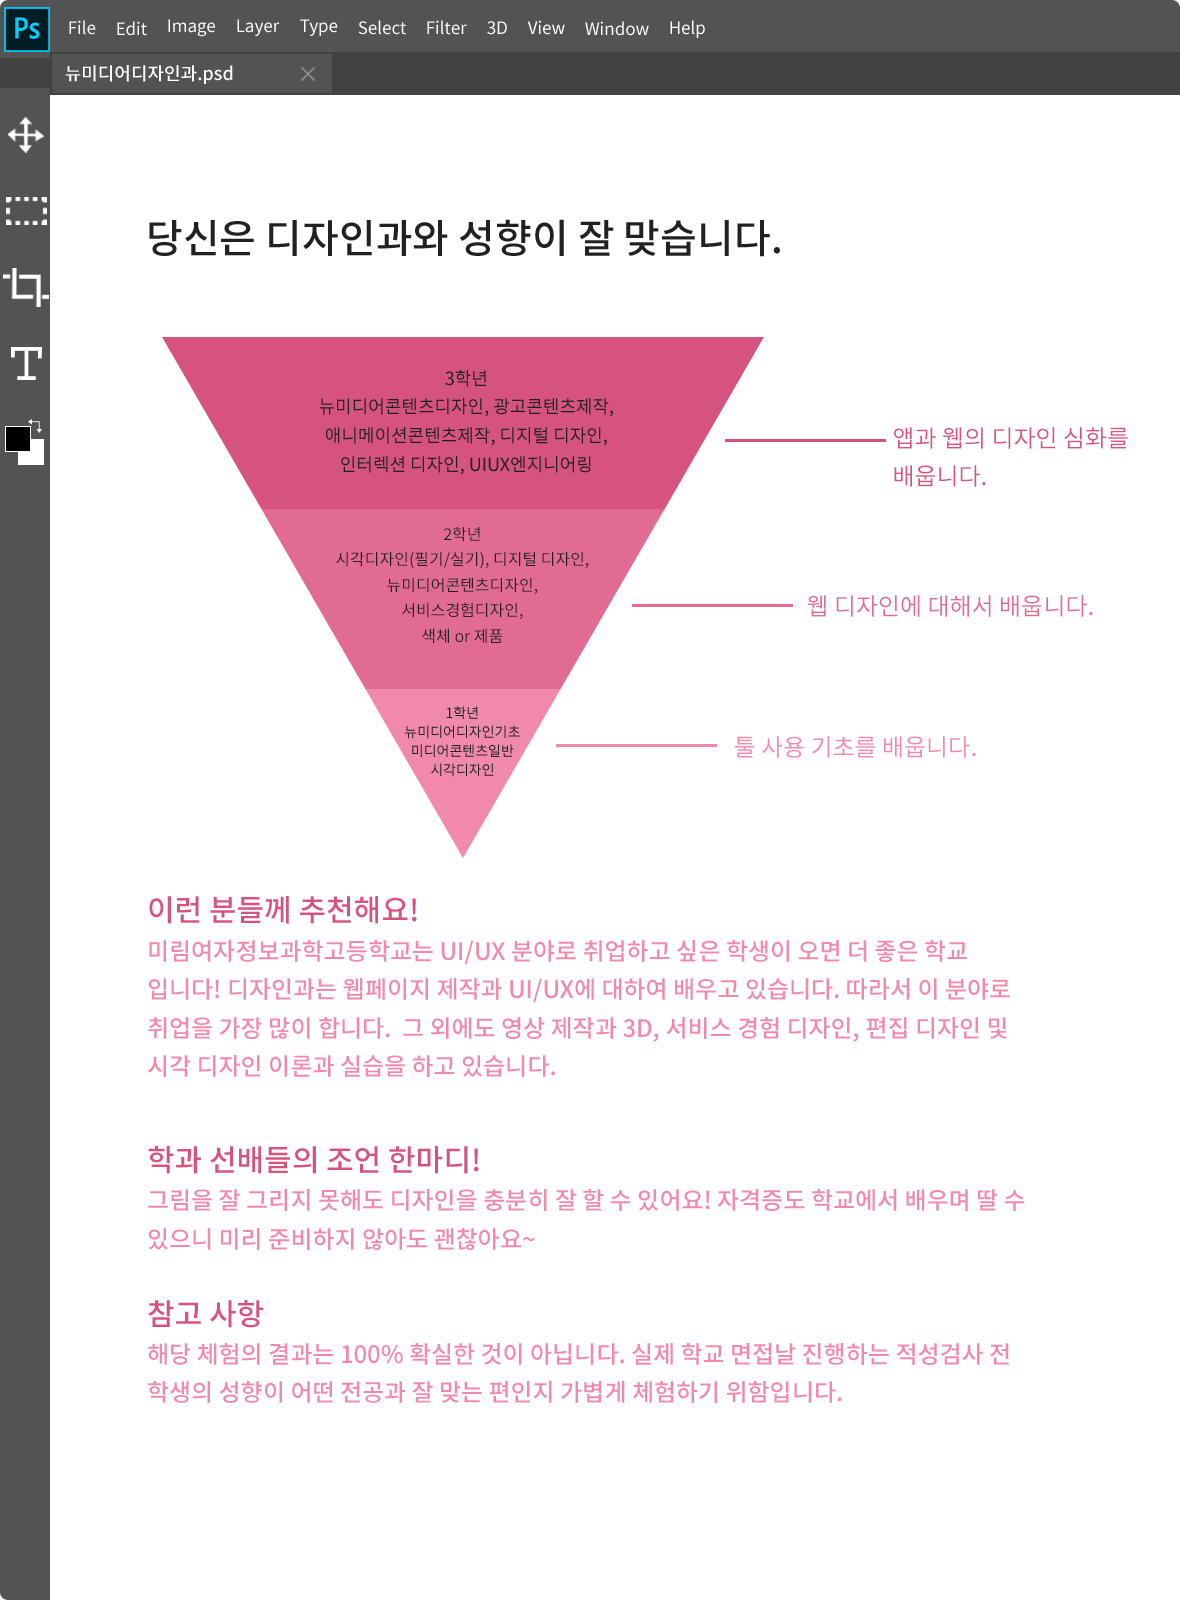 Ps
File Edit Image Layer Type Select Filter 3D View Window Help
뉴미디어디자인과.psd
당신은 디자인과와 성향이 잘 맞습니다.
3학년
뉴미디어콘텐츠디자인, 광고콘텐츠제작,
애니메이션콘텐츠제작, 디지털 디자인,
인터렉션 디자인, UIUX엔지니어링
앱과 웹의 디자인 심화를
배웁니다.
2학년
시각디자인(필기/실기), 디지털 디자인,
뉴미디어콘텐츠디자인,
서비스경험디자인,
색체 or 제품
웹 디자인에 대해서 배웁니다.
1학년
뉴미디어디자인기초
미디어콘텐츠일반
시각디자인
툴 사용 기초를 배웁니다.
이런 분들께 추천해요!
미림여자정보과학고등학교는 UI/UX 분야로 취업하고 싶은 학생이 오면 더 좋은 학교
입니다! 디자인과는 웹페이지 제작과 UI/UX에 대하여 배우고 있습니다. 따라서 이 분야로
취업을 가장 많이 합니다.  그 외에도 영상 제작과 3D, 서비스 경험 디자인, 편집 디자인 및
시각 디자인 이론과 실습을 하고 있습니다.
학과 선배들의 조언 한마디!
그림을 잘 그리지 못해도 디자인을 충분히 잘 할 수 있어요! 자격증도 학교에서 배우며 딸 수
있으니 미리 준비하지 않아도 괜찮아요~
참고 사항
해당 체험의 결과는 100% 확실한 것이 아닙니다. 실제 학교 면접날 진행하는 적성검사 전
학생의 성향이 어떤 전공과 잘 맞는 편인지 가볍게 체험하기 위함입니다.